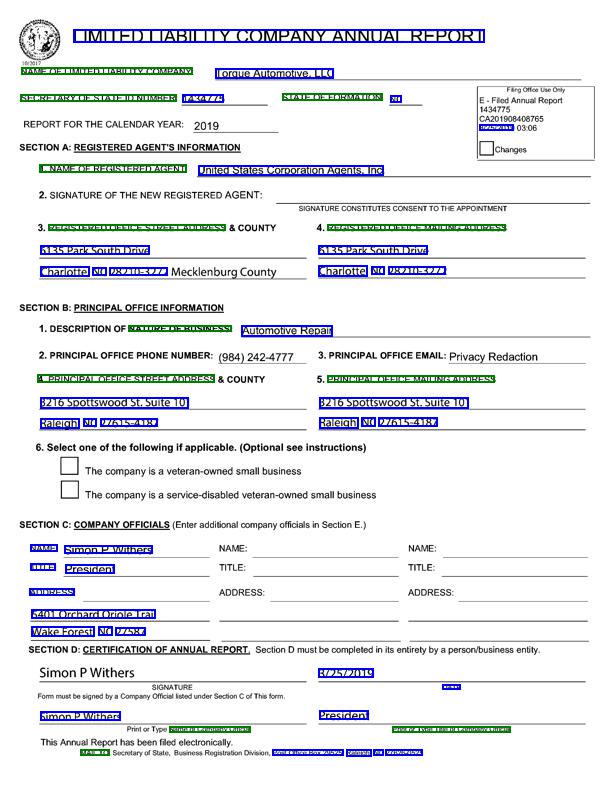 LIMITED LIABILITY COMPANY ANNUAL REPORT
10/2017
NAME OF LIMITED LIABILITY COMPANY: Torque Automotive, LLC
SECRETARY OF STATE ID NUMBER: 1434775 STATE OF FORMATION: NC
REPORT FOR THE CALENDAR YEAR: 2019
Filing Office Use Only
E - Filed Annual Report
1434775
CA201908408765
3/25/2019 03:06
Changes
SECTION A: REGISTERED AGENT'S INFORMATION
1. NAME OF REGISTERED AGENT: United States Corporation Agents, Inc.
2. SIGNATURE OF THE NEW REGISTERED AGENT:
SIGNATURE CONSTITUTES CONSENT TO THE APPOINTMENT
3. REGISTERED OFFICE STREET ADDRESS & COUNTY 4. REGISTERED OFFICE MAILING ADDRESS
6135 Park South Drive 6135 Park South Drive
Charlotte, NC 28210-3272 Mecklenburg County Charlotte, NC 28210-3272
SECTION B: PRINCIPAL OFFICE INFORMATION
1. DESCRIPTION OF NATURE OF BUSINESS: Automotive Repair
2. PRINCIPAL OFFICE PHONE NUMBER: (984) 242-4777 3. PRINCIPAL OFFICE EMAIL: Privacy Redaction
4. PRINCIPAL OFFICE STREET ADDRESS & COUNTY 5. PRINCIPAL OFFICE MAILING ADDRESS
3216 Spottswood St. Suite 101 3216 Spottswood St. Suite 101
Raleigh, NC 27615-4187 Raleigh, NC 27615-4187
6. Select one of the following if applicable. (Optional see instructions)
The company is a veteran-owned small business
The company is a service-disabled veteran-owned small business
SECTION C: COMPANY OFFICIALS (Enter additional company officials in Section E.)
NAME: Simon P Withers NAME: NAME:
TITLE: President TITLE: TITLE:
ADDRESS: ADDRESS: ADDRESS:
5401 Orchard Oriole Trail
Wake Forest, NC 27587
SECTION D: CERTIFICATION OF ANNUAL REPORT. Section D must be completed in its entirety by a person/business entity.
Simon P Withers 3/25/2019
SIGNATURE DATE
Form must be signed by a Company Official listed under Section C of This form.
Simon P Withers President
Print or Type Name of Company Official Print or Type Title of Company Official
This Annual Report has been filed electronically.
MAIL TO: Secretary of State, Business Registration Division, Post Office Box 29525, Raleigh, NC 27626-0525